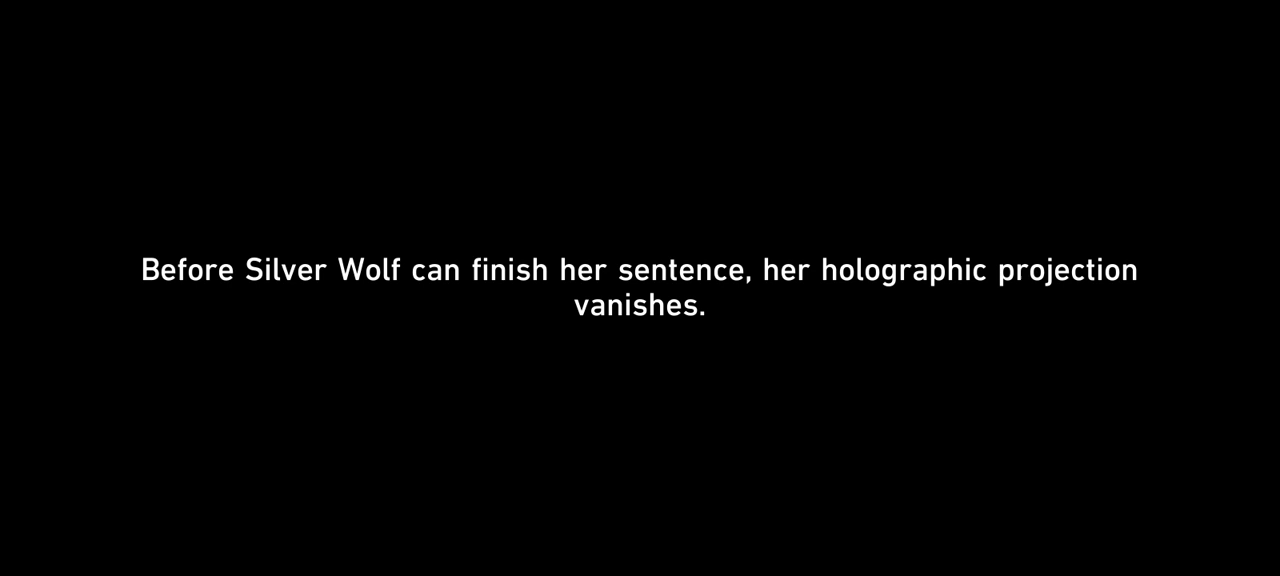 Before Silver Wolf can finish her sentence, her holographic projection
vanishes.